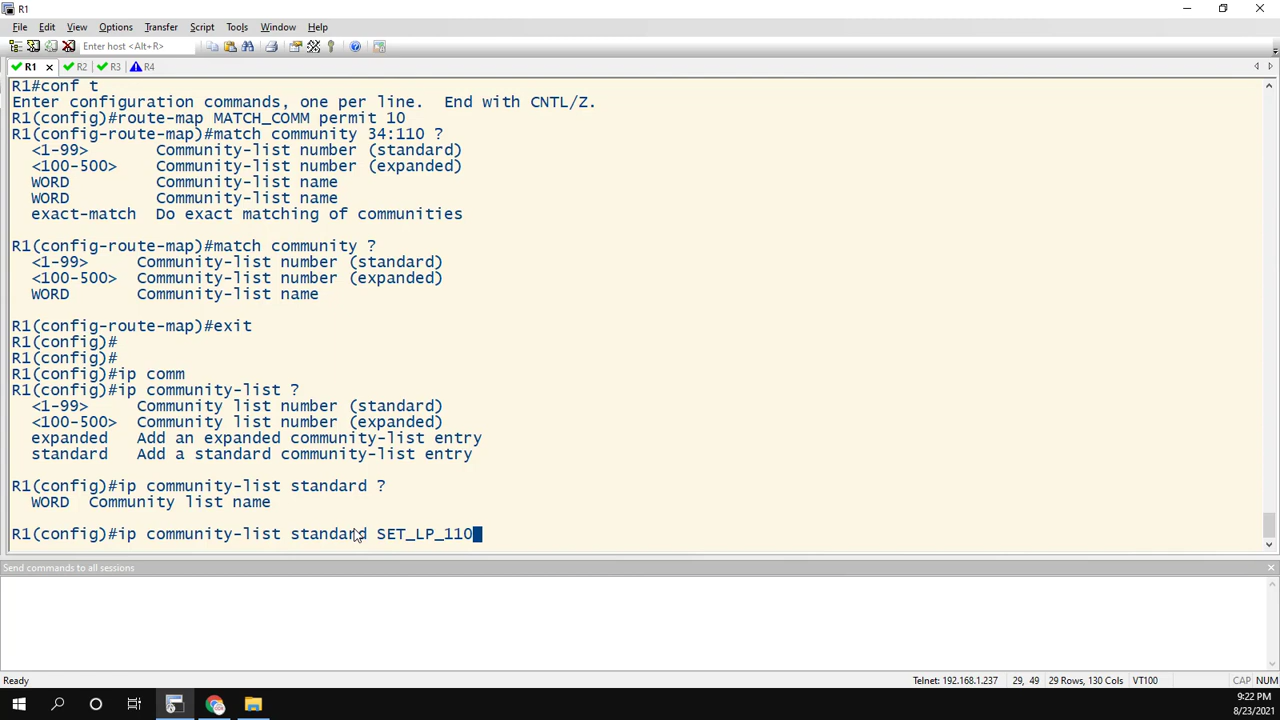 R1
File Edit View Options Transfer Script Tools Window Help
Enter host <Alt+R>
R1 R2 R3 R4
R1#conf t
Enter configuration commands, one per line.  End with CNTL/Z.
R1(config)#route-map MATCH_COMM permit 10
R1(config-route-map)#match community 34:110 ?
<1-99> Community-list number (standard)
<100-500> Community-list number (expanded)
WORD Community-list name
WORD Community-list name
exact-match Do exact matching of communities
R1(config-route-map)#match community ?
<1-99> Community-list number (standard)
<100-500> Community-list number (expanded)
WORD Community-list name
R1(config-route-map)#exit
R1(config)#
R1(config)#
R1(config)#ip comm
R1(config)#ip community-list ?
<1-99> Community list number (standard)
<100-500> Community list number (expanded)
expanded Add an expanded community-list entry
standard Add a standard community-list entry
R1(config)#ip community-list standard ?
WORD Community list name
R1(config)#ip community-list standard SET_LP_110
Send commands to all sessions
Ready Telnet: 192.168.1.237 29, 49 29 Rows, 130 Cols VT100 CAP NUM
9:22 PM
8/23/2021